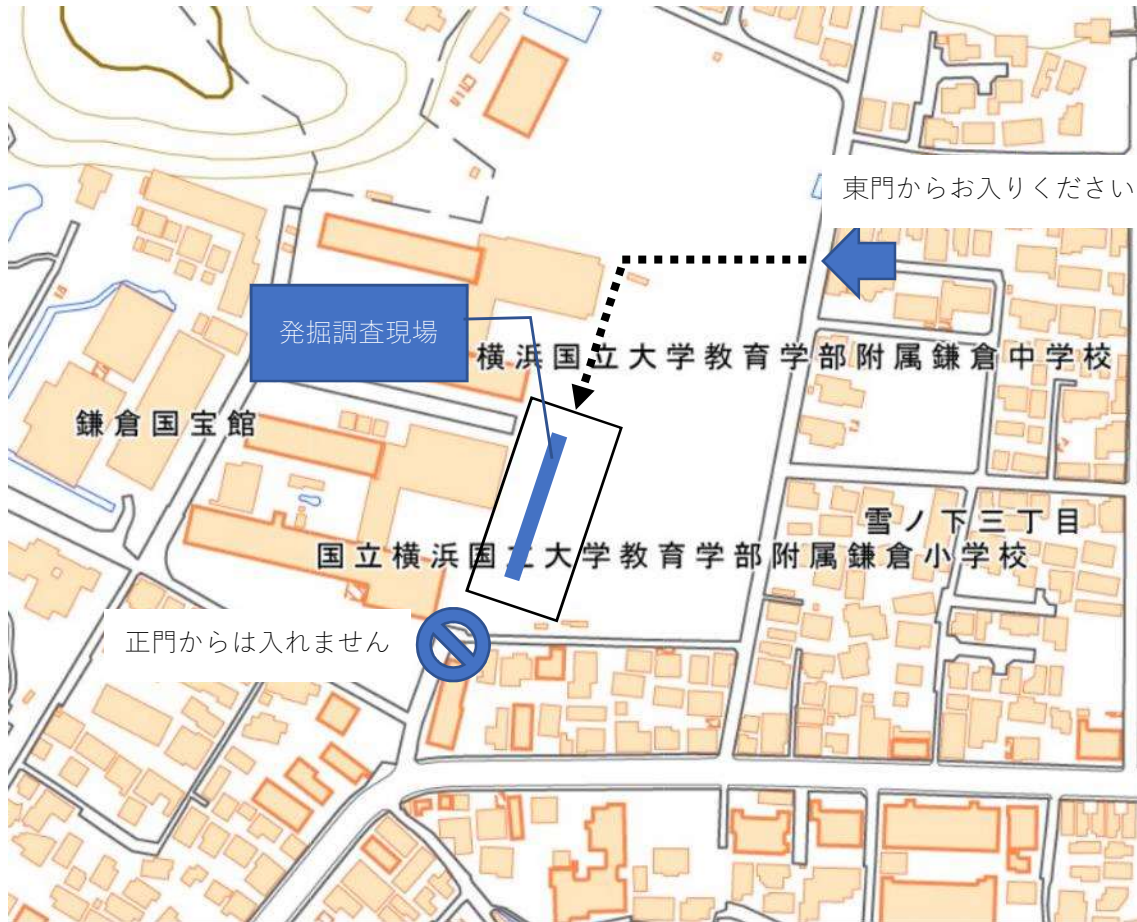 東門からお入りください
発掘調査現場
横浜国立大学教育学部附属鎌倉中学校
鎌倉国宝館
雪ノ下三丁目
国立横浜国立大学教育学部附属鎌倉小学校
正門からは入れません